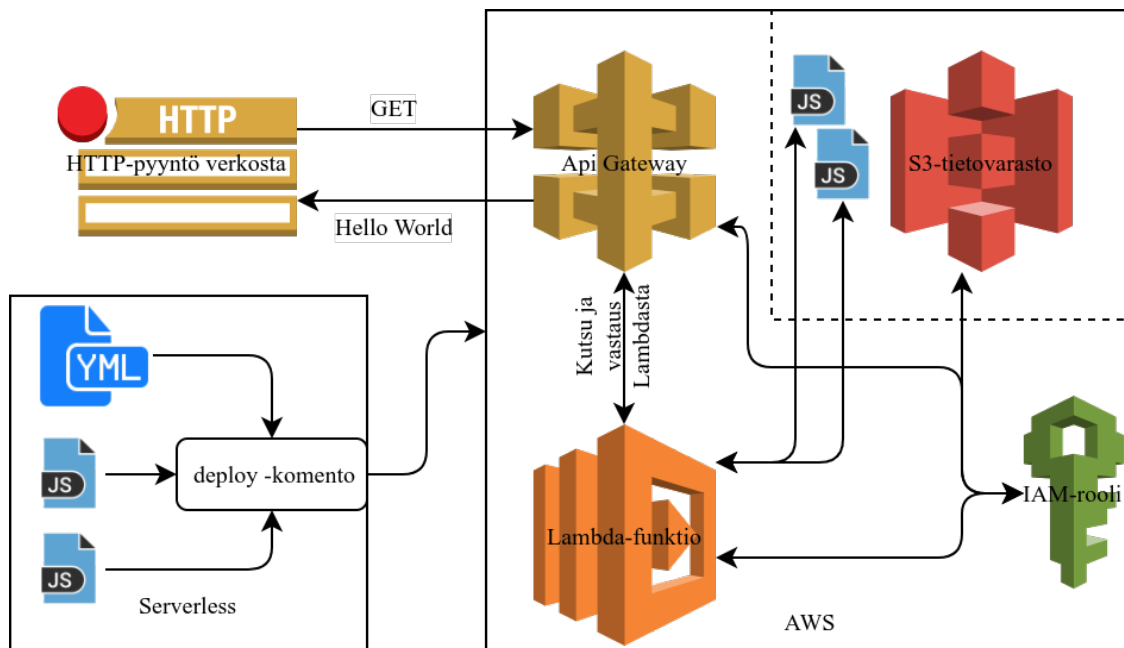 HTTP
HTTP-pyyntö verkosta
GET
Hello World
Api Gateway
JS
JS
S3-tietovarasto
Kutsu ja
vastaus
Lambdasta
YML
JS
deploy -komento
JS
Serverless
Lambda-funktio
IAM-rooli
AWS